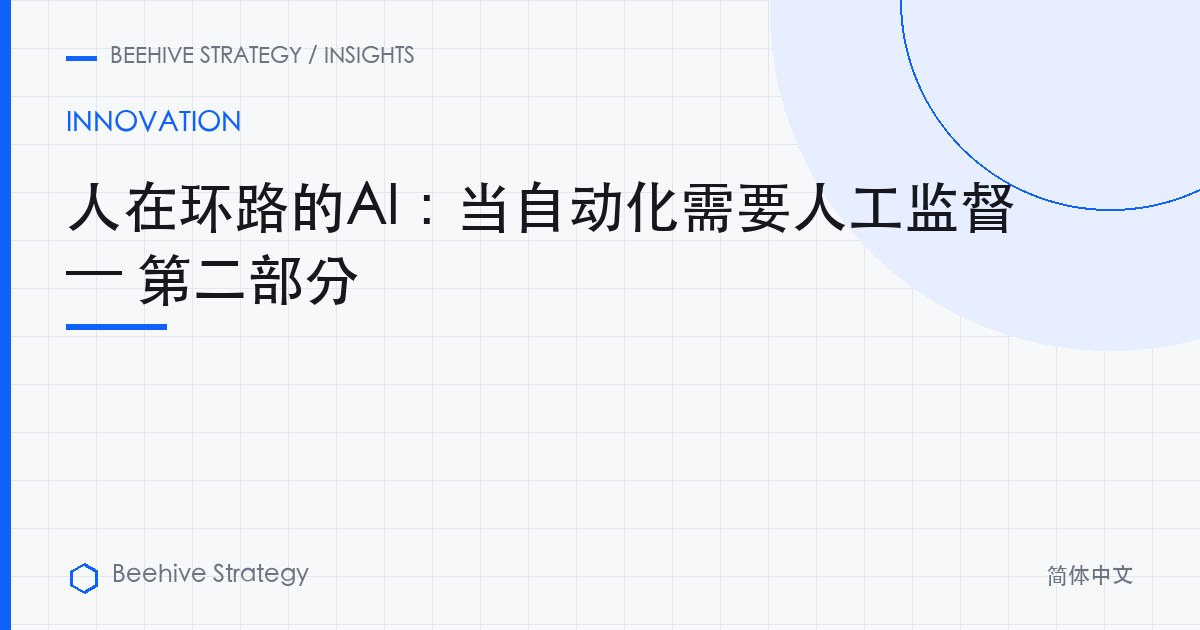 BEEHIVE STRATEGY / INSIGHTS
INNOVATION
人在环路的AI：当自动化需要人工监督
— 第二部分
Beehive Strategy
简体中文